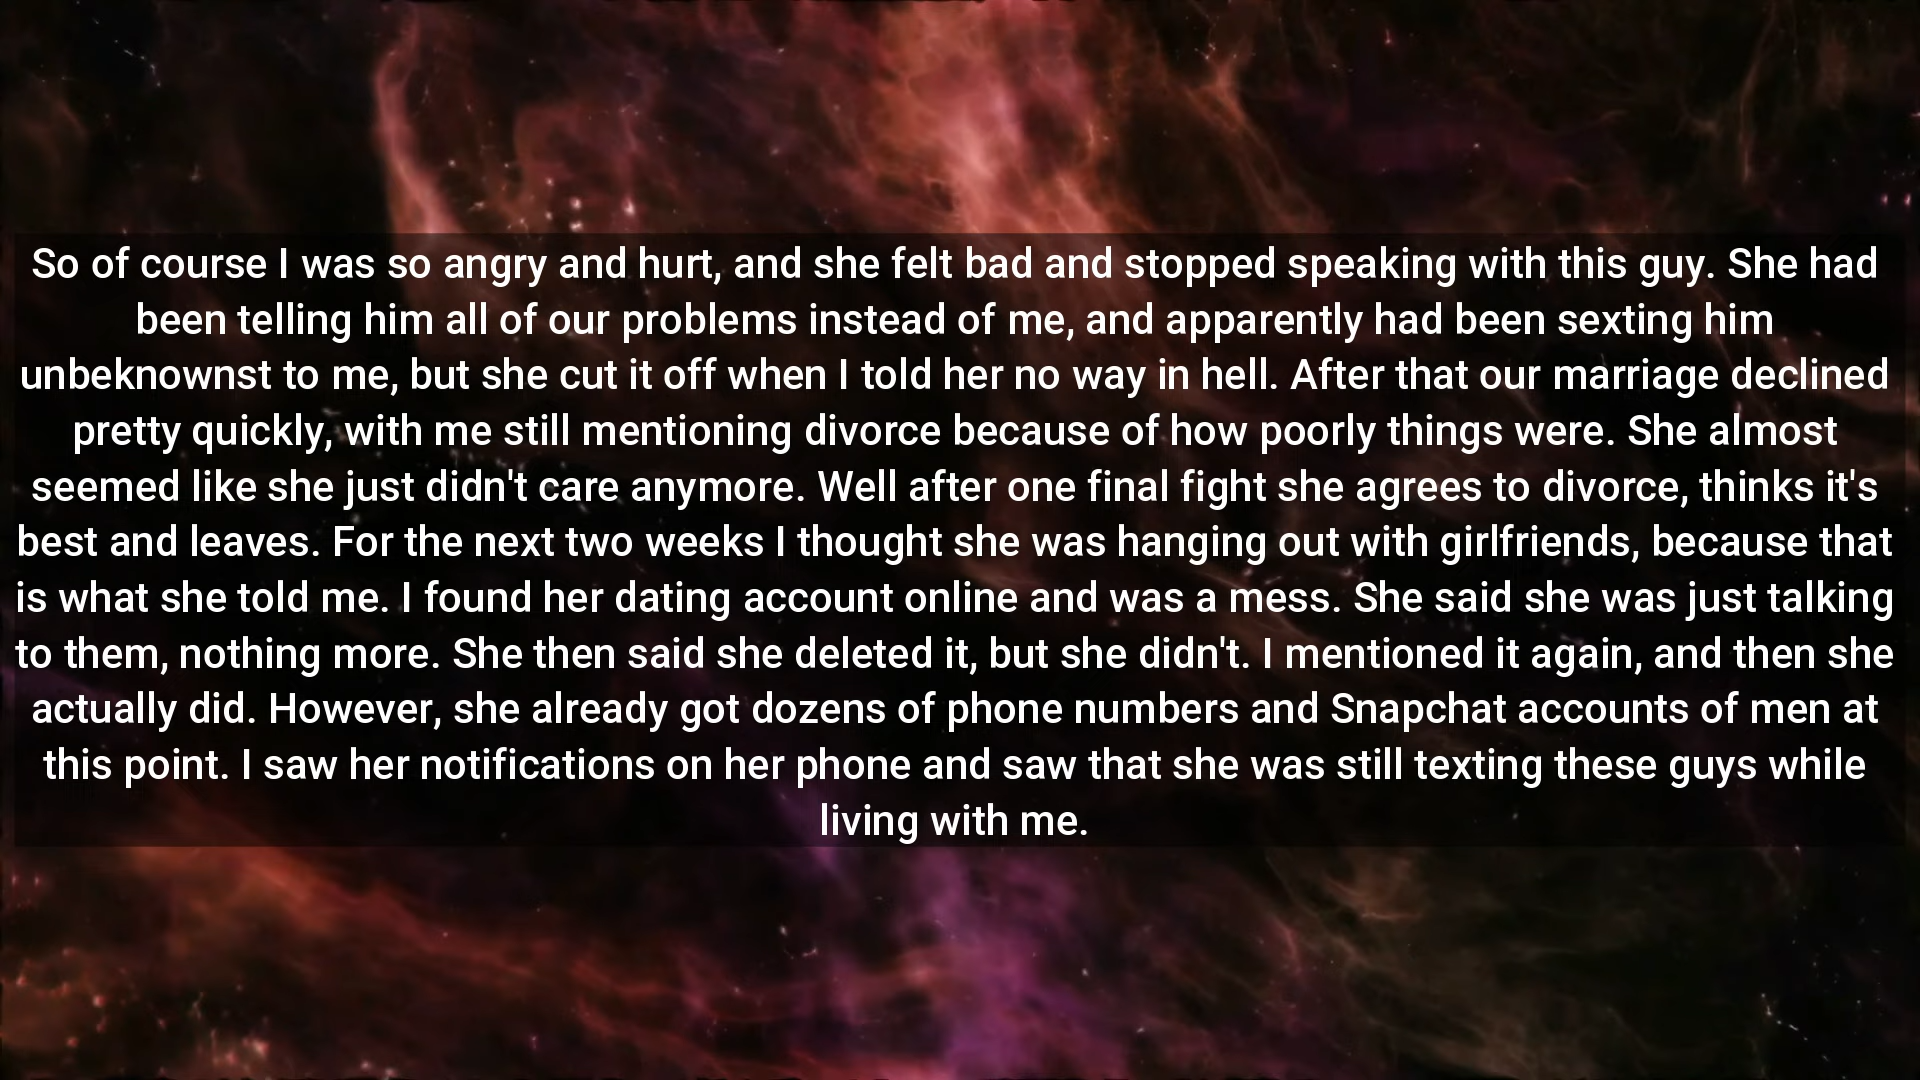 So of course I was so angry and hurt, and she felt bad and stopped speaking with this guy. She had
been telling him all of our problems instead of me, and apparently had been sexting him
unbeknownst to me, but she cut it off when I told her no way in hell. After that our marriage declined
pretty quickly, with me still mentioning divorce because of how poorly things were. She almost
seemed like she just didn't care anymore. Well after one final fight she agrees to divorce, thinks it's
best and leaves. For the next two weeks I thought she was hanging out with girlfriends, because that
is what she told me. I found her dating account online and was a mess. She said she was just talking
to them, nothing more. She then said she deleted it, but she didn't. I mentioned it again, and then she
actually did. However, she already got dozens of phone numbers and Snapchat accounts of men at
this point. I saw her notifications on her phone and saw that she was still texting these guys while
living with me.